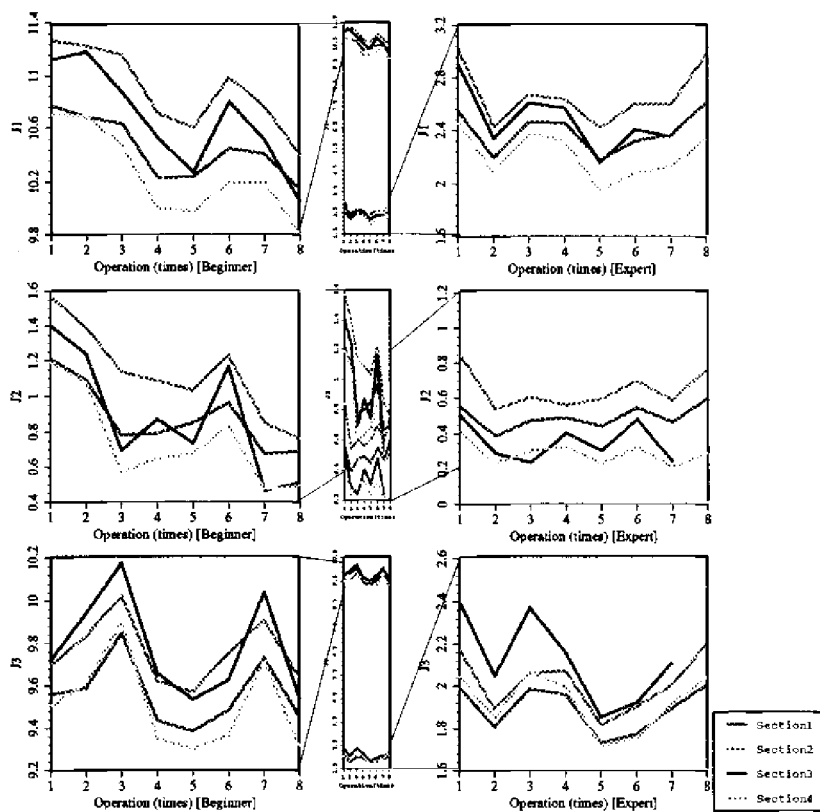 11.4
11
10.6
10.2
9.8
J1
1 2 3 4 5 6 7 8
Operation (times) [Beginner]
3.2
2.8
2.4
2
1.6
J1
1 2 3 4 5 6 7 8
Operation (times) [Expert]
1.6
1.4
1.2
1
0.8
0.6
0.4
J2
1 2 3 4 5 6 7 8
Operation (times) [Beginner]
1.2
1
0.8
0.6
0.4
0.2
0
J2
1 2 3 4 5 6 7 8
Operation (times) [Expert]
10.2
10
9.8
9.6
9.4
9.2
J3
1 2 3 4 5 6 7 8
Operation (times) [Beginner]
2.6
2.4
2.2
2
1.8
1.6
J3
1 2 3 4 5 6 7 8
Operation (times) [Expert]
Section1
Section2
Section3
Section4